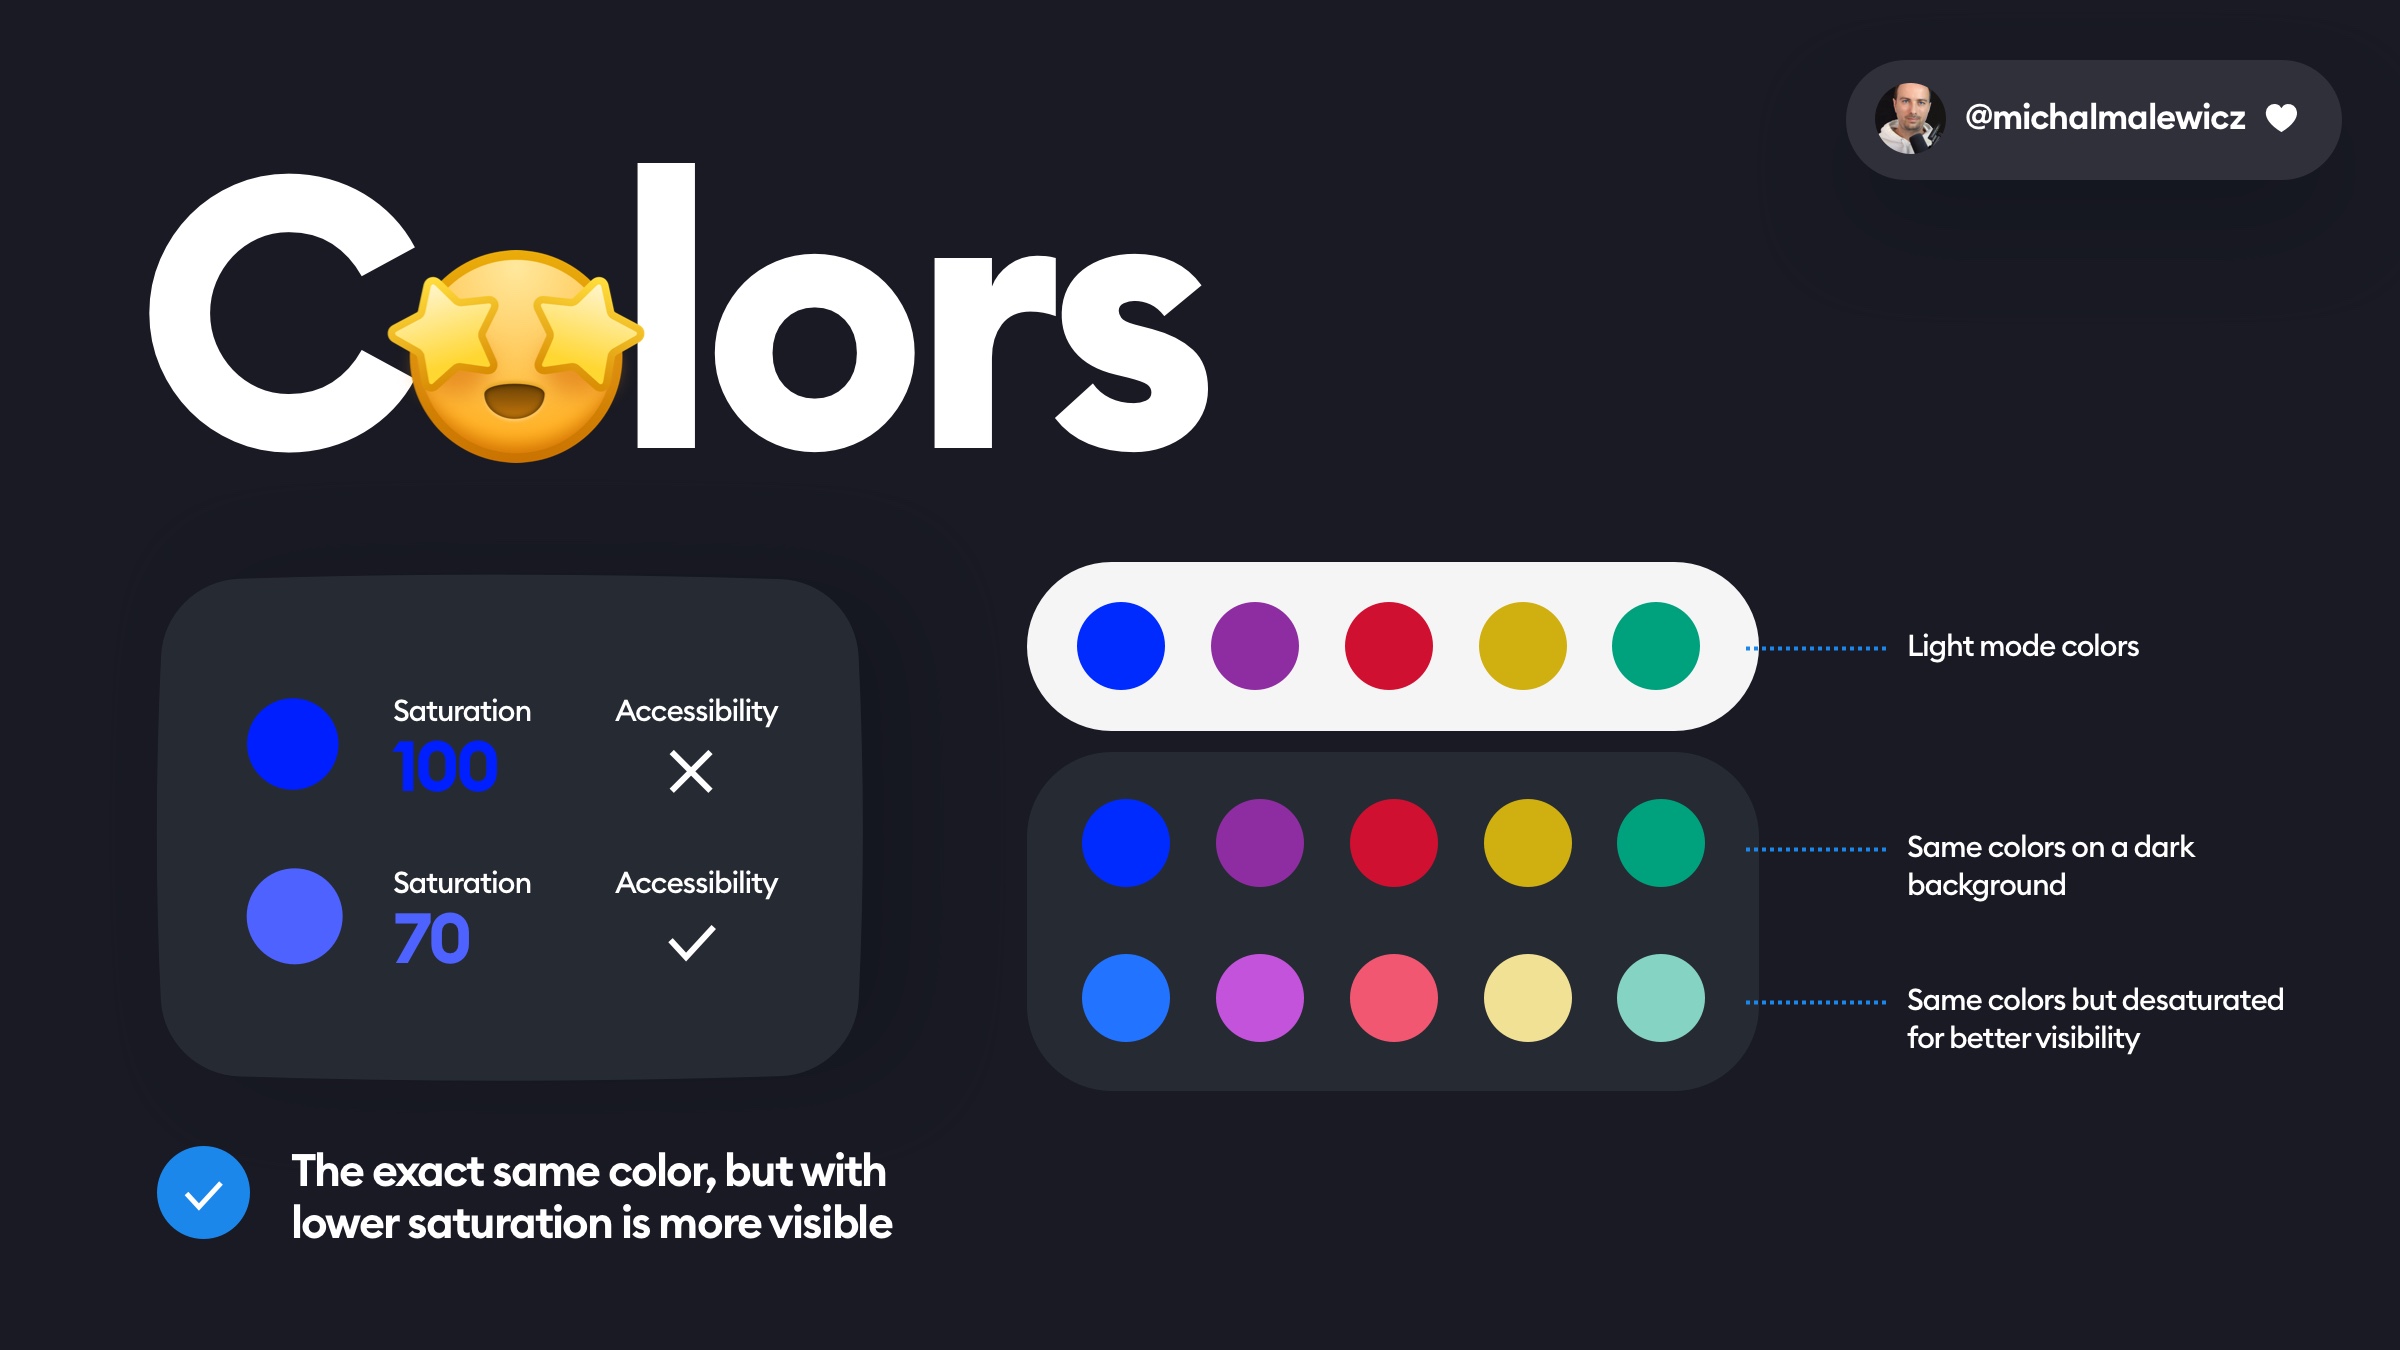 @michalmalewicz
Colors
Saturation
Accessibility
100
Saturation
Accessibility
70
The exact same color, but with
lower saturation is more visible
Light mode colors
Same colors on a dark
background
Same colors but desaturated
for better visibility